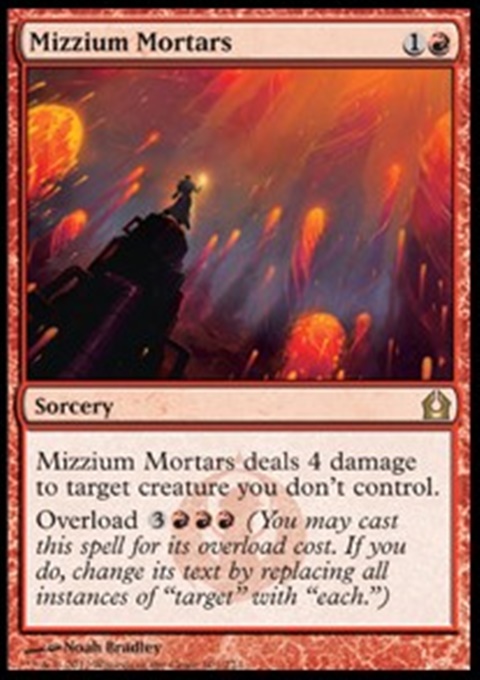 Mizzium Mortars 1
Sorcery
Mizzium Mortars deals 4 damage
to target creature you don't control.
Overload 3 (You may cast
this spell for its overload cost. If you
do, change its text by replacing all
instances of "target" with "each.")
Noah Bradley